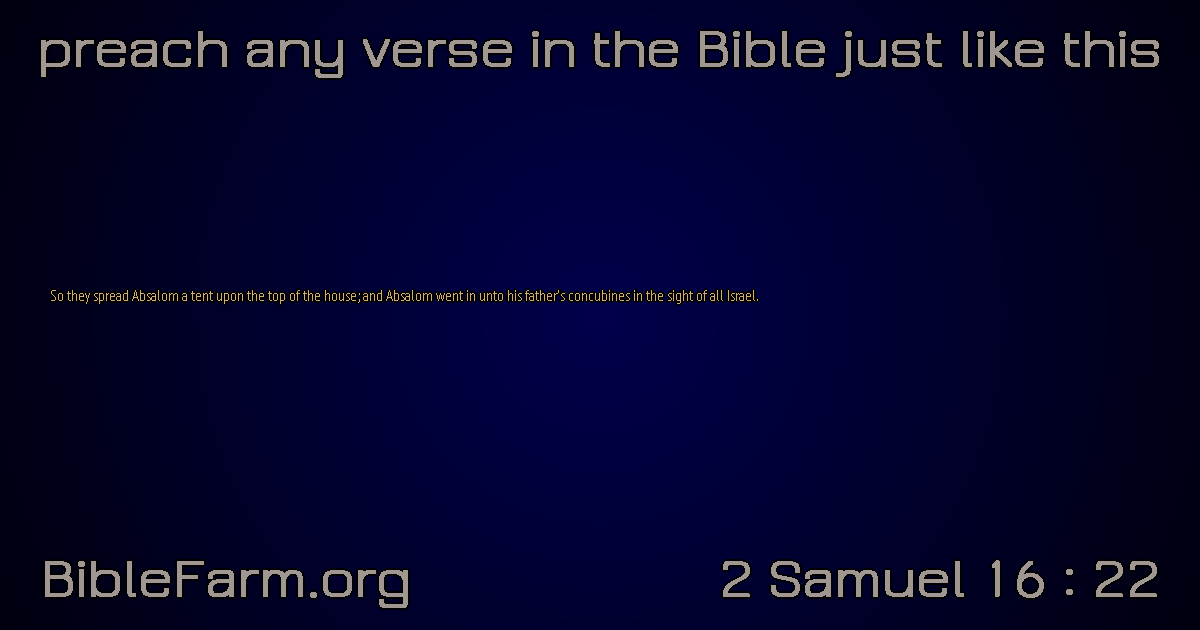 preach any verse in the Bible just like this
So they spread Absalom a tent upon the top of the house; and Absalom went in unto his father's concubines in the sight of all Israel.
BibleFarm.org
2 Samuel 16 : 22